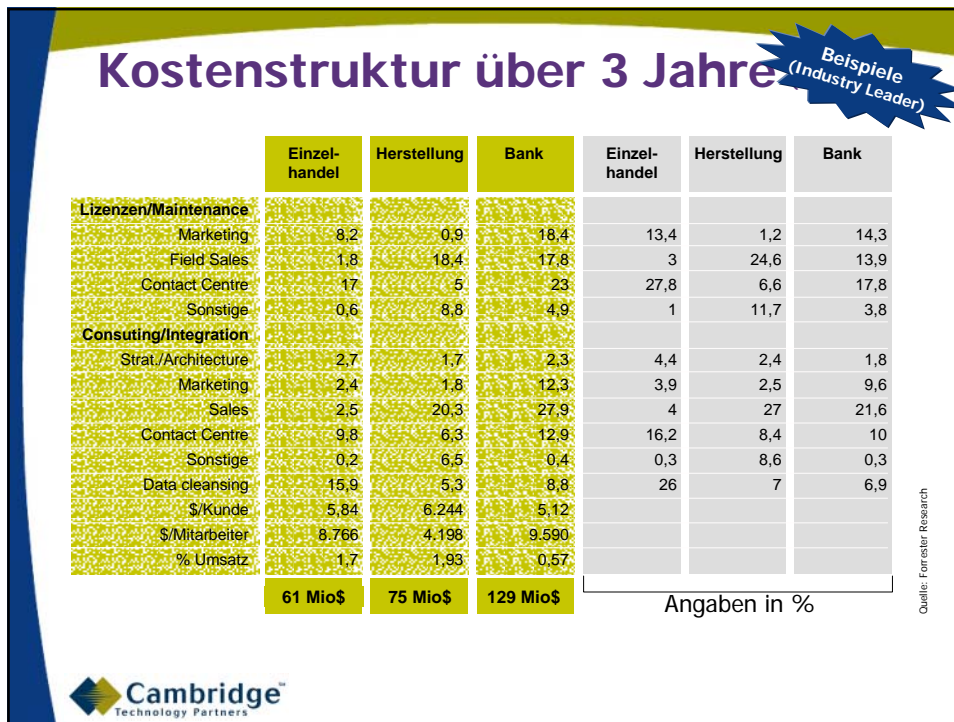 Kostenstruktur über 3 Jahre
Beispiele
(Industry Leader)
Einzel-
handel Herstellung Bank Einzel-
handel Herstellung Bank
Lizenzen/Maintenance
Marketing 8,2 0,9 18,4 13,4 1,2 14,3
Field Sales 1,8 18,4 17,8 3 24,6 13,9
Contact Centre 17 5 23 27,8 6,6 17,8
Sonstige 0,6 8,8 4,9 1 11,7 3,8
Consuting/Integration
Strat./Architecture 2,7 1,7 2,3 4,4 2,4 1,8
Marketing 2,4 1,8 12,3 3,9 2,5 9,6
Sales 2,5 20,3 27,9 4 27 21,6
Contact Centre 9,8 6,3 12,9 16,2 8,4 10
Sonstige 0,2 6,5 0,4 0,3 8,6 0,3
Data cleansing 15,9 5,3 8,8 26 7 6,9
$/Kunde 5,84 6.244 5,12
$/Mitarbeiter 8.766 4.198 9.590
% Umsatz 1,7 1,93 0,57
61 Mio$ 75 Mio$ 129 Mio$
Angaben in %
Quelle: Forrester Research
Cambridge
Technology Partners